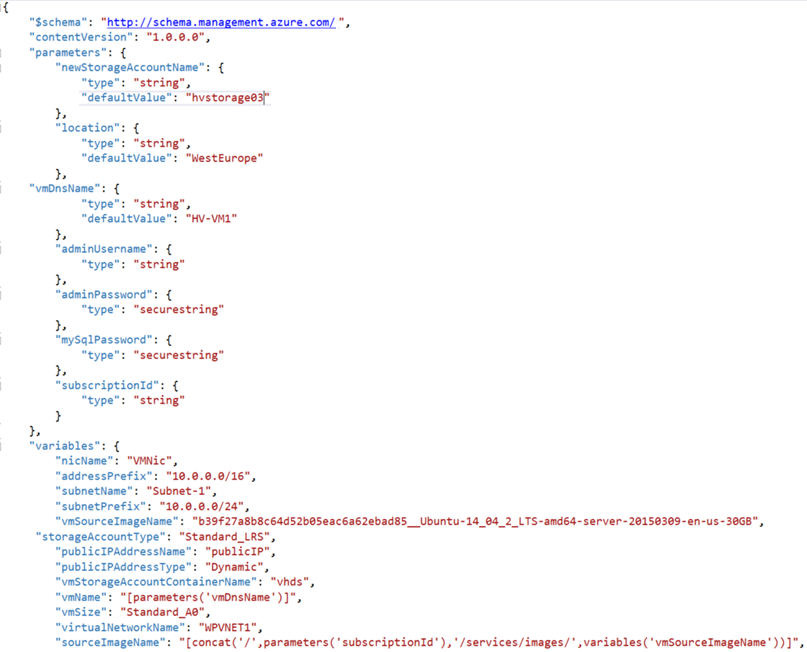 {
"$schema": "http://schema.management.azure.com/ ",
"contentVersion": "1.0.0.0",
"parameters": {
"newStorageAccountName": {
"type": "string",
"defaultValue": "hvstorage03"
},
"location": {
"type": "string",
"defaultValue": "WestEurope"
},
"vmDnsName": {
"type": "string",
"defaultValue": "HV-VM1"
},
"adminUsername": {
"type": "string"
},
"adminPassword": {
"type": "securestring"
},
"mySqlPassword": {
"type": "securestring"
},
"subscriptionId": {
"type": "string"
}
},
"variables": {
"nicName": "VMNic",
"addressPrefix": "10.0.0.0/16",
"subnetName": "Subnet-1",
"subnetPrefix": "10.0.0.0/24",
"vmSourceImageName": "b39f27a8b8c64d52b05eac6a62ebad85__Ubuntu-14_04_2_LTS-amd64-server-20150309-en-us-30GB",
"storageAccountType": "Standard_LRS",
"publicIPAddressName": "publicIP",
"publicIPAddressType": "Dynamic",
"vmStorageAccountContainerName": "vhds",
"vmName": "[parameters('vmDnsName')]",
"vmSize": "Standard_A0",
"virtualNetworkName": "WPVNET1",
"sourceImageName": "[concat('/',parameters('subscriptionId'),'/services/images/',variables('vmSourceImageName'))]",